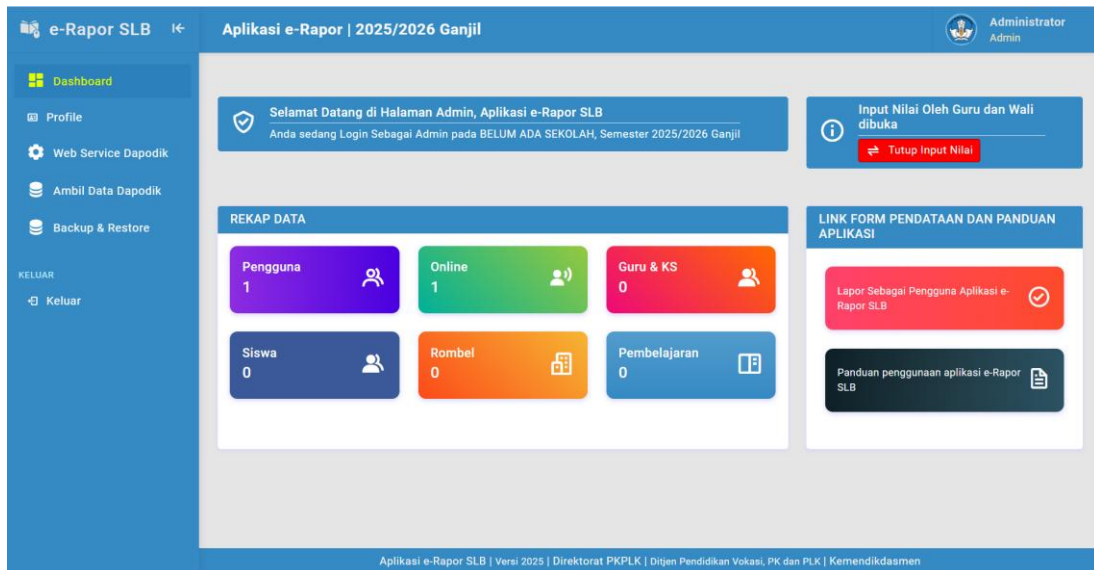 e-Rapor SLB
Aplikasi e-Rapor | 2025/2026 Ganjil
Administrator
Admin
Dashboard
Profile
Web Service Dapodik
Ambil Data Dapodik
Backup & Restore
KELUAR
Keluar
Selamat Datang di Halaman Admin, Aplikasi e-Rapor SLB
Anda sedang Login Sebagai Admin pada BELUM ADA SEKOLAH, Semester 2025/2026 Ganjil
Input Nilai Oleh Guru dan Wali
dibuka
Tutup Input Nilai
REKAP DATA
Pengguna
1
Online
1
Guru & KS
0
Siswa
0
Rombel
0
Pembelajaran
0
LINK FORM PENDATAAN DAN PANDUAN
APLIKASI
Lapor Sebagai Pengguna Aplikasi e-
Rapor SLB
Panduan penggunaan aplikasi e-Rapor
SLB
Aplikasi e-Rapor SLB | Versi 2025 | Direktorat PKPLK | Ditjen Pendidikan Vokasi, PK dan PLK | Kemendikdasmen